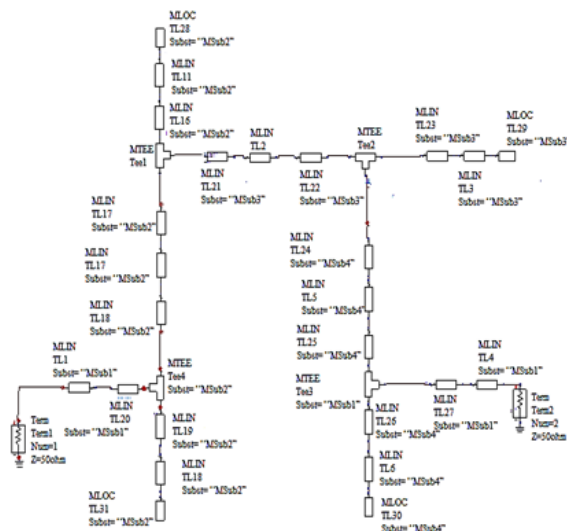 MLOC
TL28
Subst= "MSub2"
MLIN
TL11
Subst= "MSub2"
MLIN
TL16
Subst= "MSub2"
MTEE
Tee1
MLIN
TL21
Subst= "MSub3"
MLIN
TL2
MLIN
TL22
Subst= "MSub3"
MTEE
Tee2
MLIN
TL23
Subst= "MSub3"
MLOC
TL29
Subst= "MSub3"
MLIN
TL3
Subst= "MSub3"
MLIN
TL17
Subst= "MSub2"
MLIN
TL17
Subst= "MSub2"
MLIN
TL18
Subst= "MSub2"
MLIN
TL24
Subst= "MSub4"
MLIN
TL5
Subst= "MSub4"
MLIN
TL25
Subst= "MSub4"
MLIN
TL1
Subst= "MSub1"
MTEE
Tee4
Subst= "MSub2"
MLIN
TL20
Subst= "MSub1"
Term
Term1
Num=1
Z=50ohm
MLIN
TL19
Subst= "MSub2"
MLIN
TL18
Subst= "MSub2"
MLOC
TL31
Subst= "MSub2"
MTEE
Tee3
Subst= "MSub1"
MLIN
TL4
Subst= "MSub1"
MLIN
TL27
Subst= "MSub1"
Term
Term2
Num=2
Z=50ohm
MLIN
TL26
Subst= "MSub4"
MLIN
TL6
Subst= "MSub4"
MLOC
TL30
Subst= "MSub4"